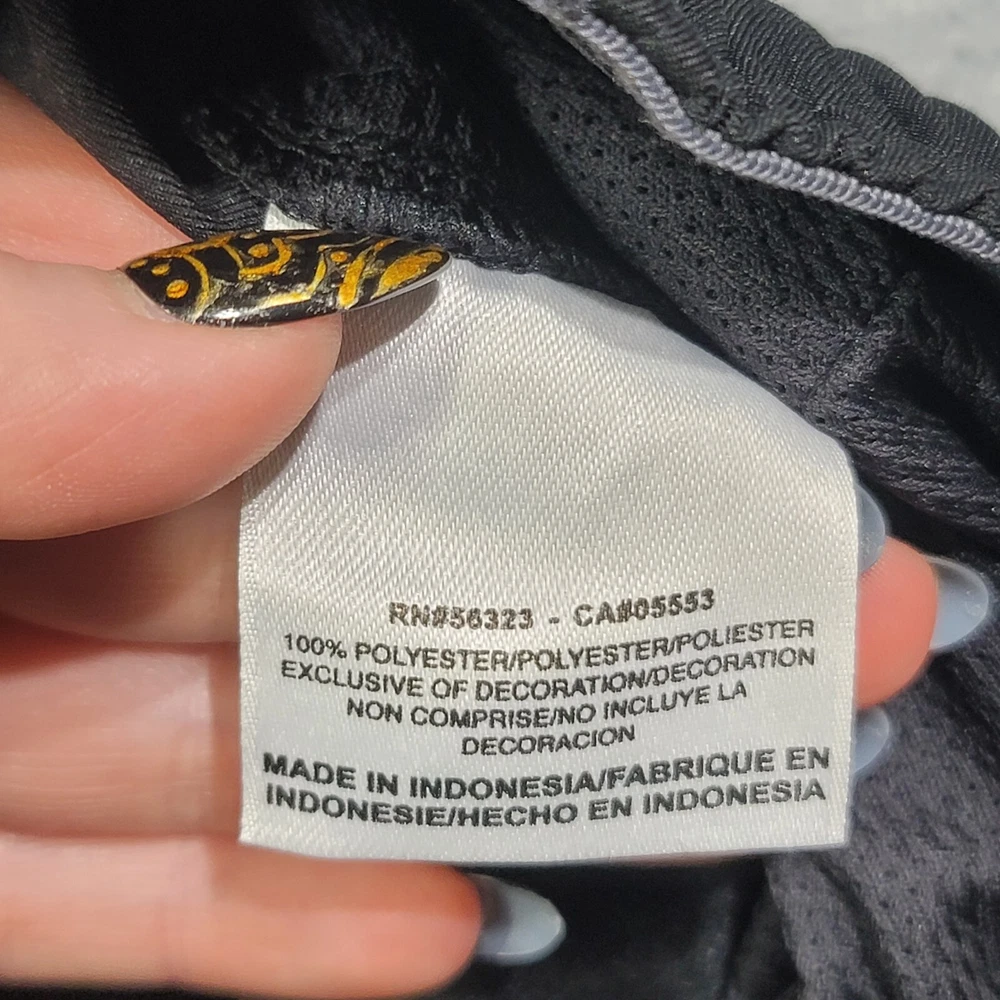 RN#56323 - CA#05553
100% POLYESTER/POLYESTER/POLIESTER
EXCLUSIVE OF DECORATION/DECORATION
NON COMPRISE/NO INCLUYE LA
DECORACION
MADE IN INDONESIA/FABRIQUE EN
INDONESIE/HECHO EN INDONESIA